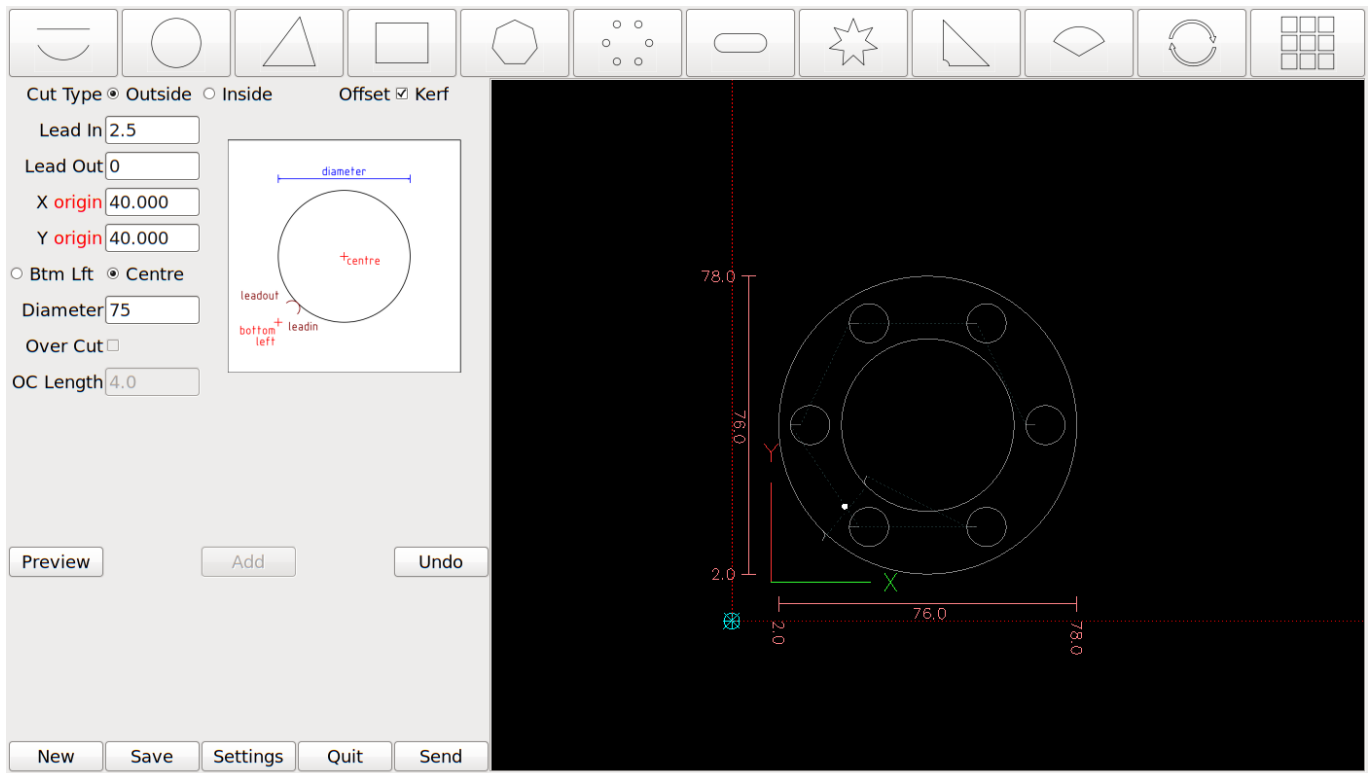 Cut Type Outside Inside Offset Kerf
Lead In 2.5
Lead Out 0
X origin 40.000
Y origin 40.000
Btm Lft Centre
Diameter 75
Over Cut
OC Length 4.0
diameter
centre
leadout
leadin
bottom
left
Preview Add Undo
New Save Settings Quit Send
78.0
76.0
Y
2.0
X
76.0
2.0
78.0